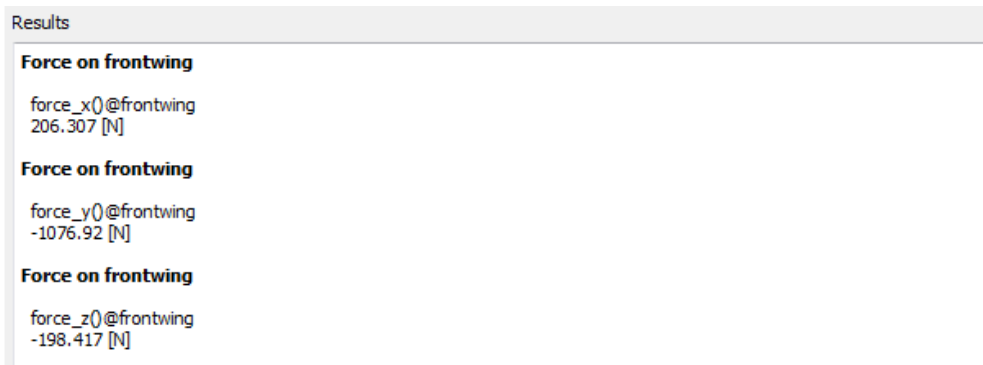 Results
Force on frontwing
force_x()@frontwing
206.307 [N]
Force on frontwing
force_y()@frontwing
-1076.92 [N]
Force on frontwing
force_z()@frontwing
-198.417 [N]